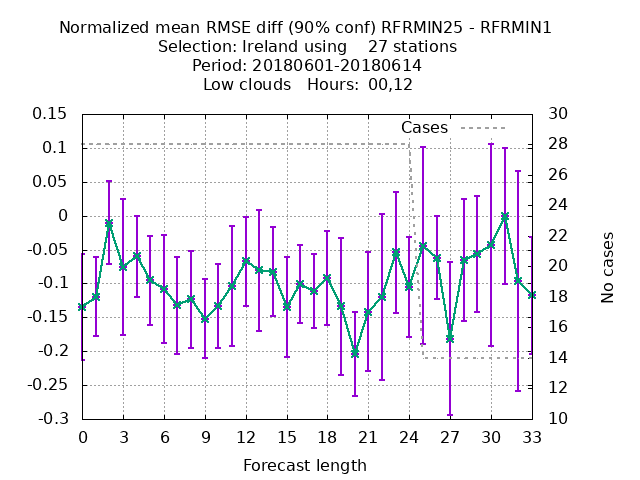 Normalized mean RMSE diff (90% conf) RFRMIN25 - RFRMIN1
Selection: Ireland using    27 stations
Period: 20180601-20180614
Low clouds   Hours:  00,12
Cases
0.15
0.1
0.05
0
-0.05
-0.1
-0.15
-0.2
-0.25
-0.3
30
28
26
24
22
20
18
16
14
12
10
No cases
0 3 6 9 12 15 18 21 24 27 30 33
Forecast length